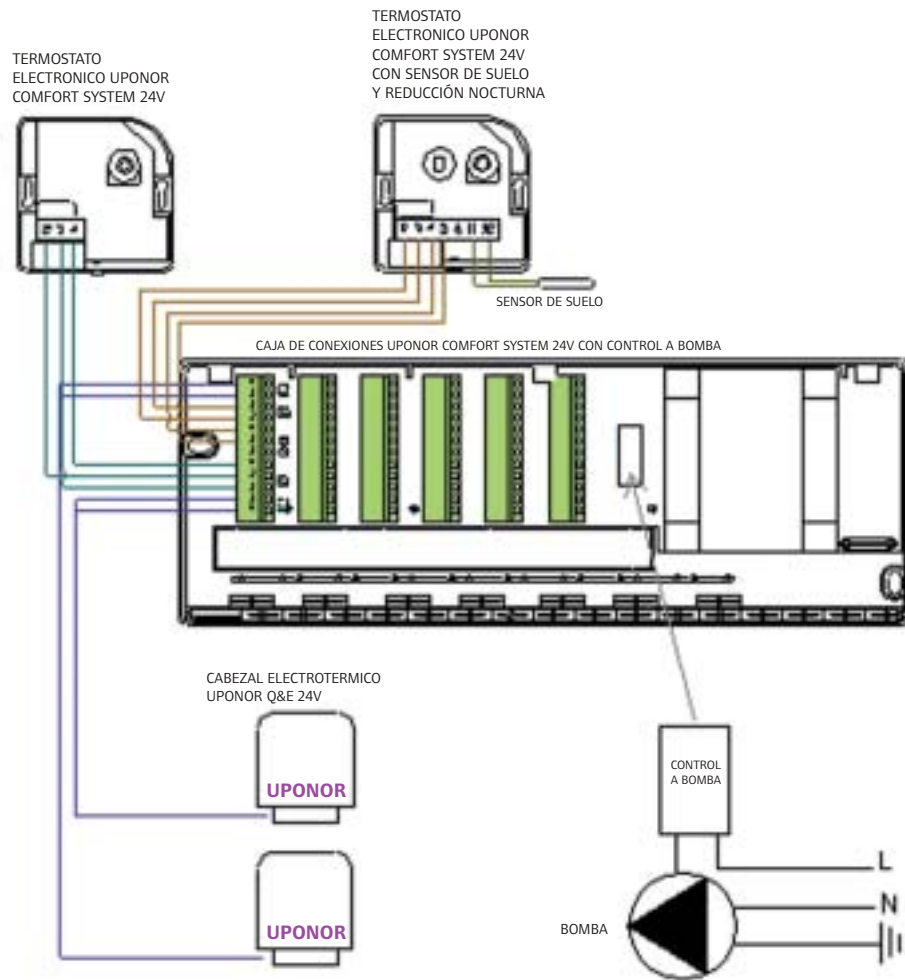 TERMOSTATO
ELECTRONICO UPONOR
COMFORT SYSTEM 24V
TERMOSTATO
ELECTRONICO UPONOR
COMFORT SYSTEM 24V
CON SENSOR DE SUELO
Y REDUCCIÓN NOCTURNA
SENSOR DE SUELO
CAJA DE CONEXIONES UPONOR COMFORT SYSTEM 24V CON CONTROL A BOMBA
CABEZAL ELECTROTERMICO
UPONOR Q&E 24V
UPONOR
UPONOR
CONTROL
A BOMBA
L
N
BOMBA